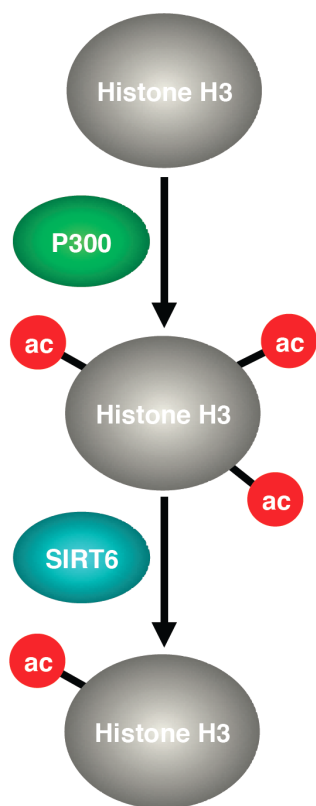 Histone H3
P300
ac
ac
Histone H3
ac
SIRT6
ac
Histone H3